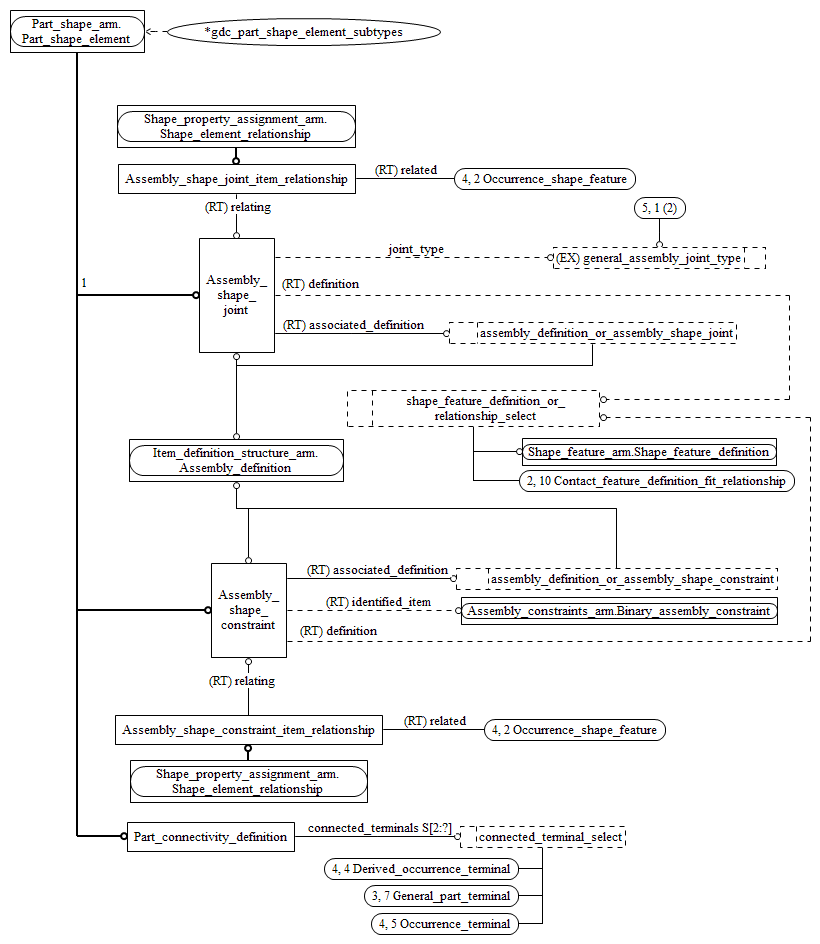 Part_shape_arm.
Part_shape_element
*gdc_part_shape_element_subtypes
Shape_property_assignment_arm.
Shape_element_relationship
Assembly_shape_joint_item_relationship
(RT) related
4, 2 Occurrence_shape_feature
(RT) relating
5, 1 (2)
joint_type
(EX) general_assembly_joint_type
1
Assembly_
shape_
joint
(RT) definition
(RT) associated_definition
assembly_definition_or_assembly_shape_joint
shape_feature_definition_or_
relationship_select
Item_definition_structure_arm.
Assembly_definition
Shape_feature_arm.Shape_feature_definition
2, 10 Contact_feature_definition_fit_relationship
Assembly_
shape_
constraint
(RT) associated_definition
assembly_definition_or_assembly_shape_constraint
(RT) identified_item
Assembly_constraints_arm.Binary_assembly_constraint
(RT) definition
(RT) relating
Assembly_shape_constraint_item_relationship
(RT) related
4, 2 Occurrence_shape_feature
Shape_property_assignment_arm.
Shape_element_relationship
Part_connectivity_definition
connected_terminals S[2:?]
connected_terminal_select
4, 4 Derived_occurrence_terminal
3, 7 General_part_terminal
4, 5 Occurrence_terminal